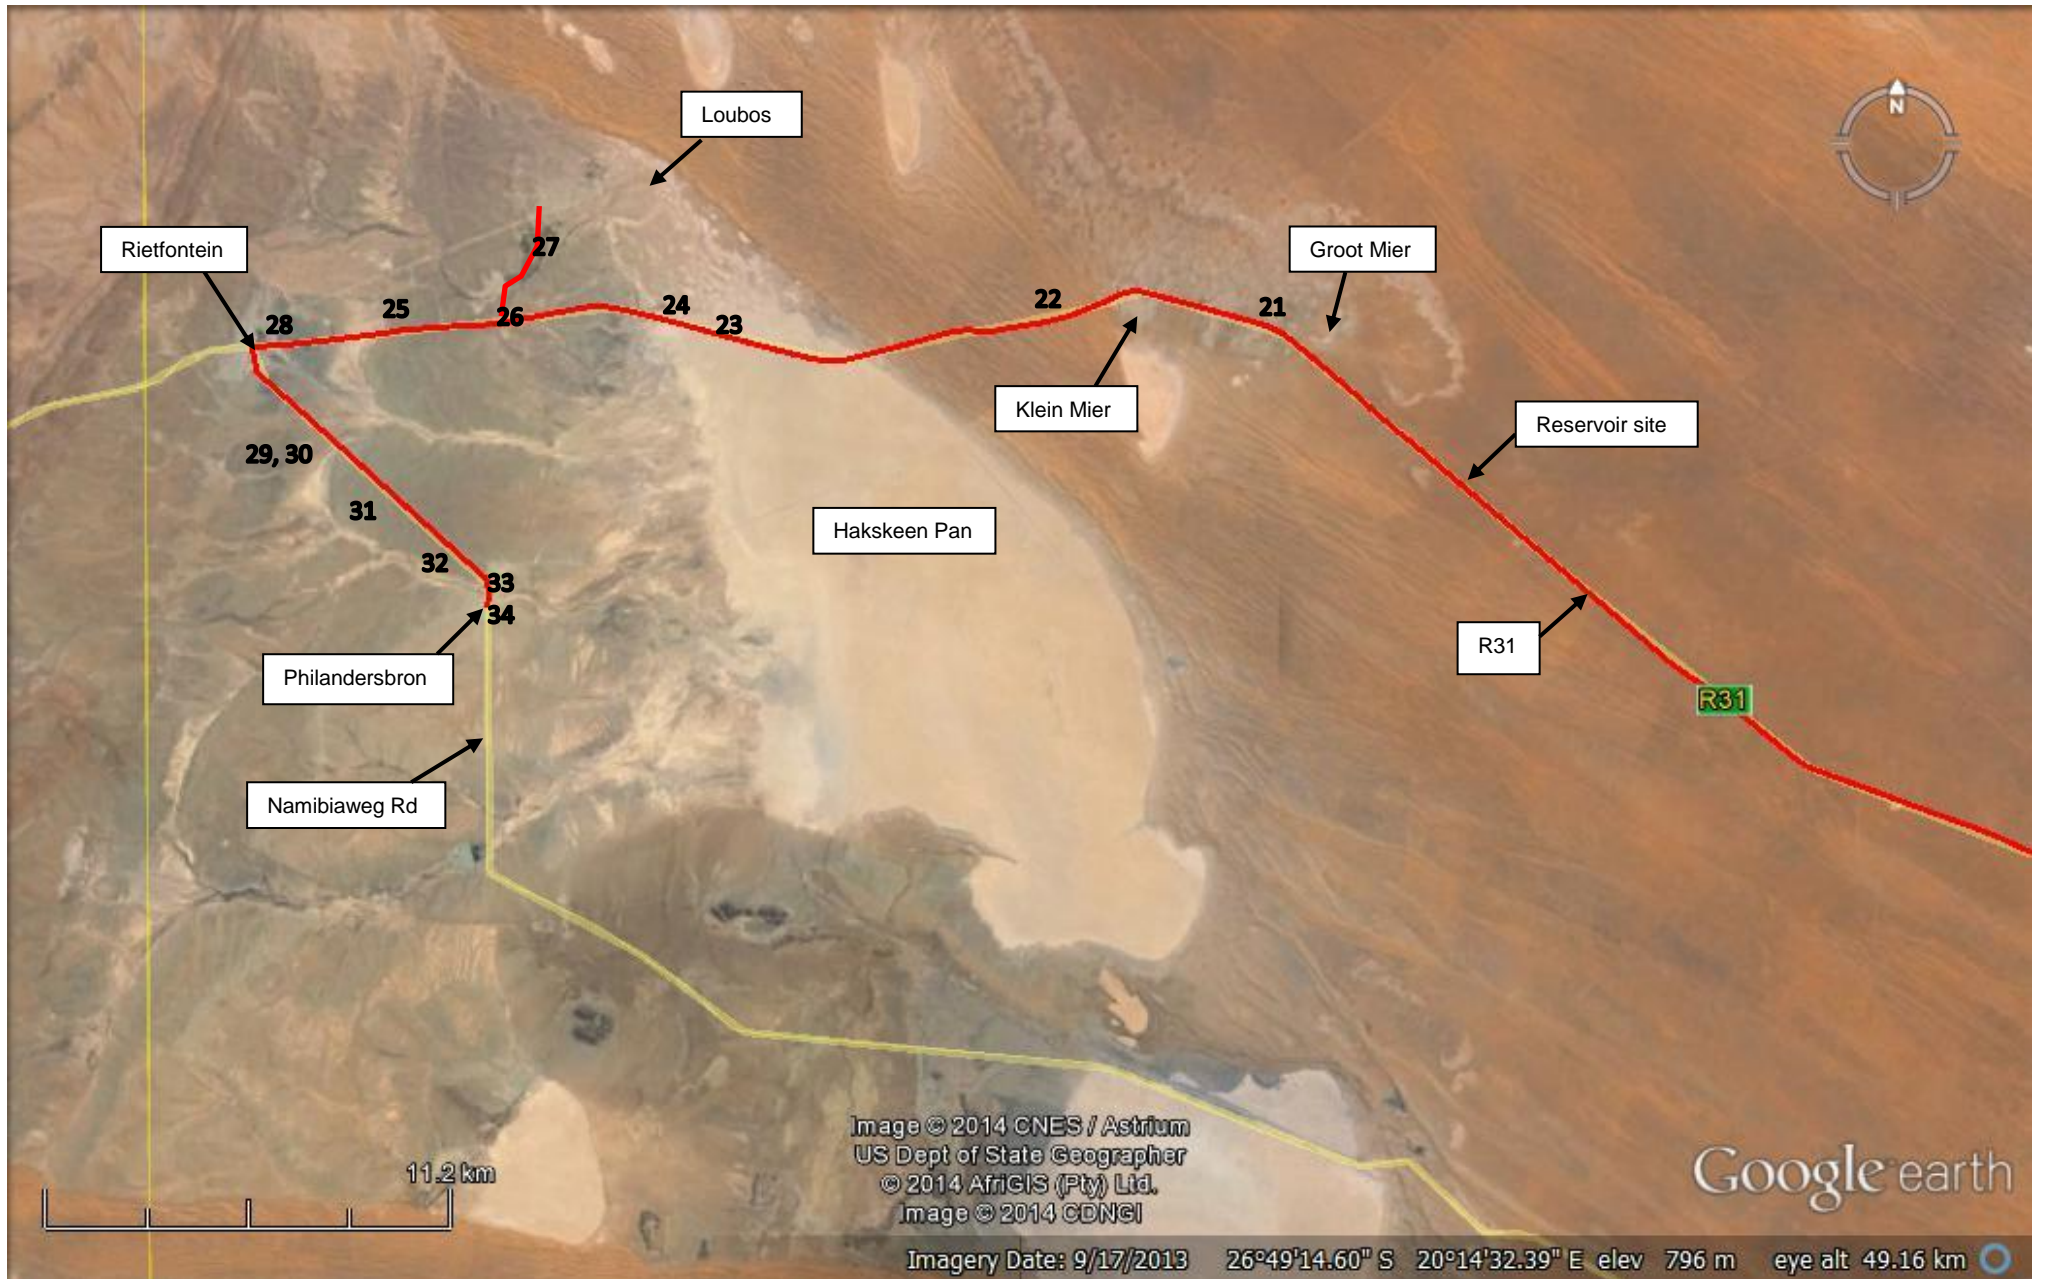 Loubos
N
Rietfontein
27
Groot Mier
28
25
26
24
23
22
21
Klein Mier
Reservoir site
29, 30
31
Hakskeen Pan
32
33
34
Philandersbron
R31
R31
Namibiaweg Rd
11.2 km
Image © 2014 CNES / Astrium
US Dept of State Geographer
© 2014 AfriGIS (Pty) Ltd.
Image © 2014 CDNGI
Google earth
Imagery Date: 9/17/2013 26°49'14.60" S 20°14'32.39" E elev 796 m eye alt 49.16 km